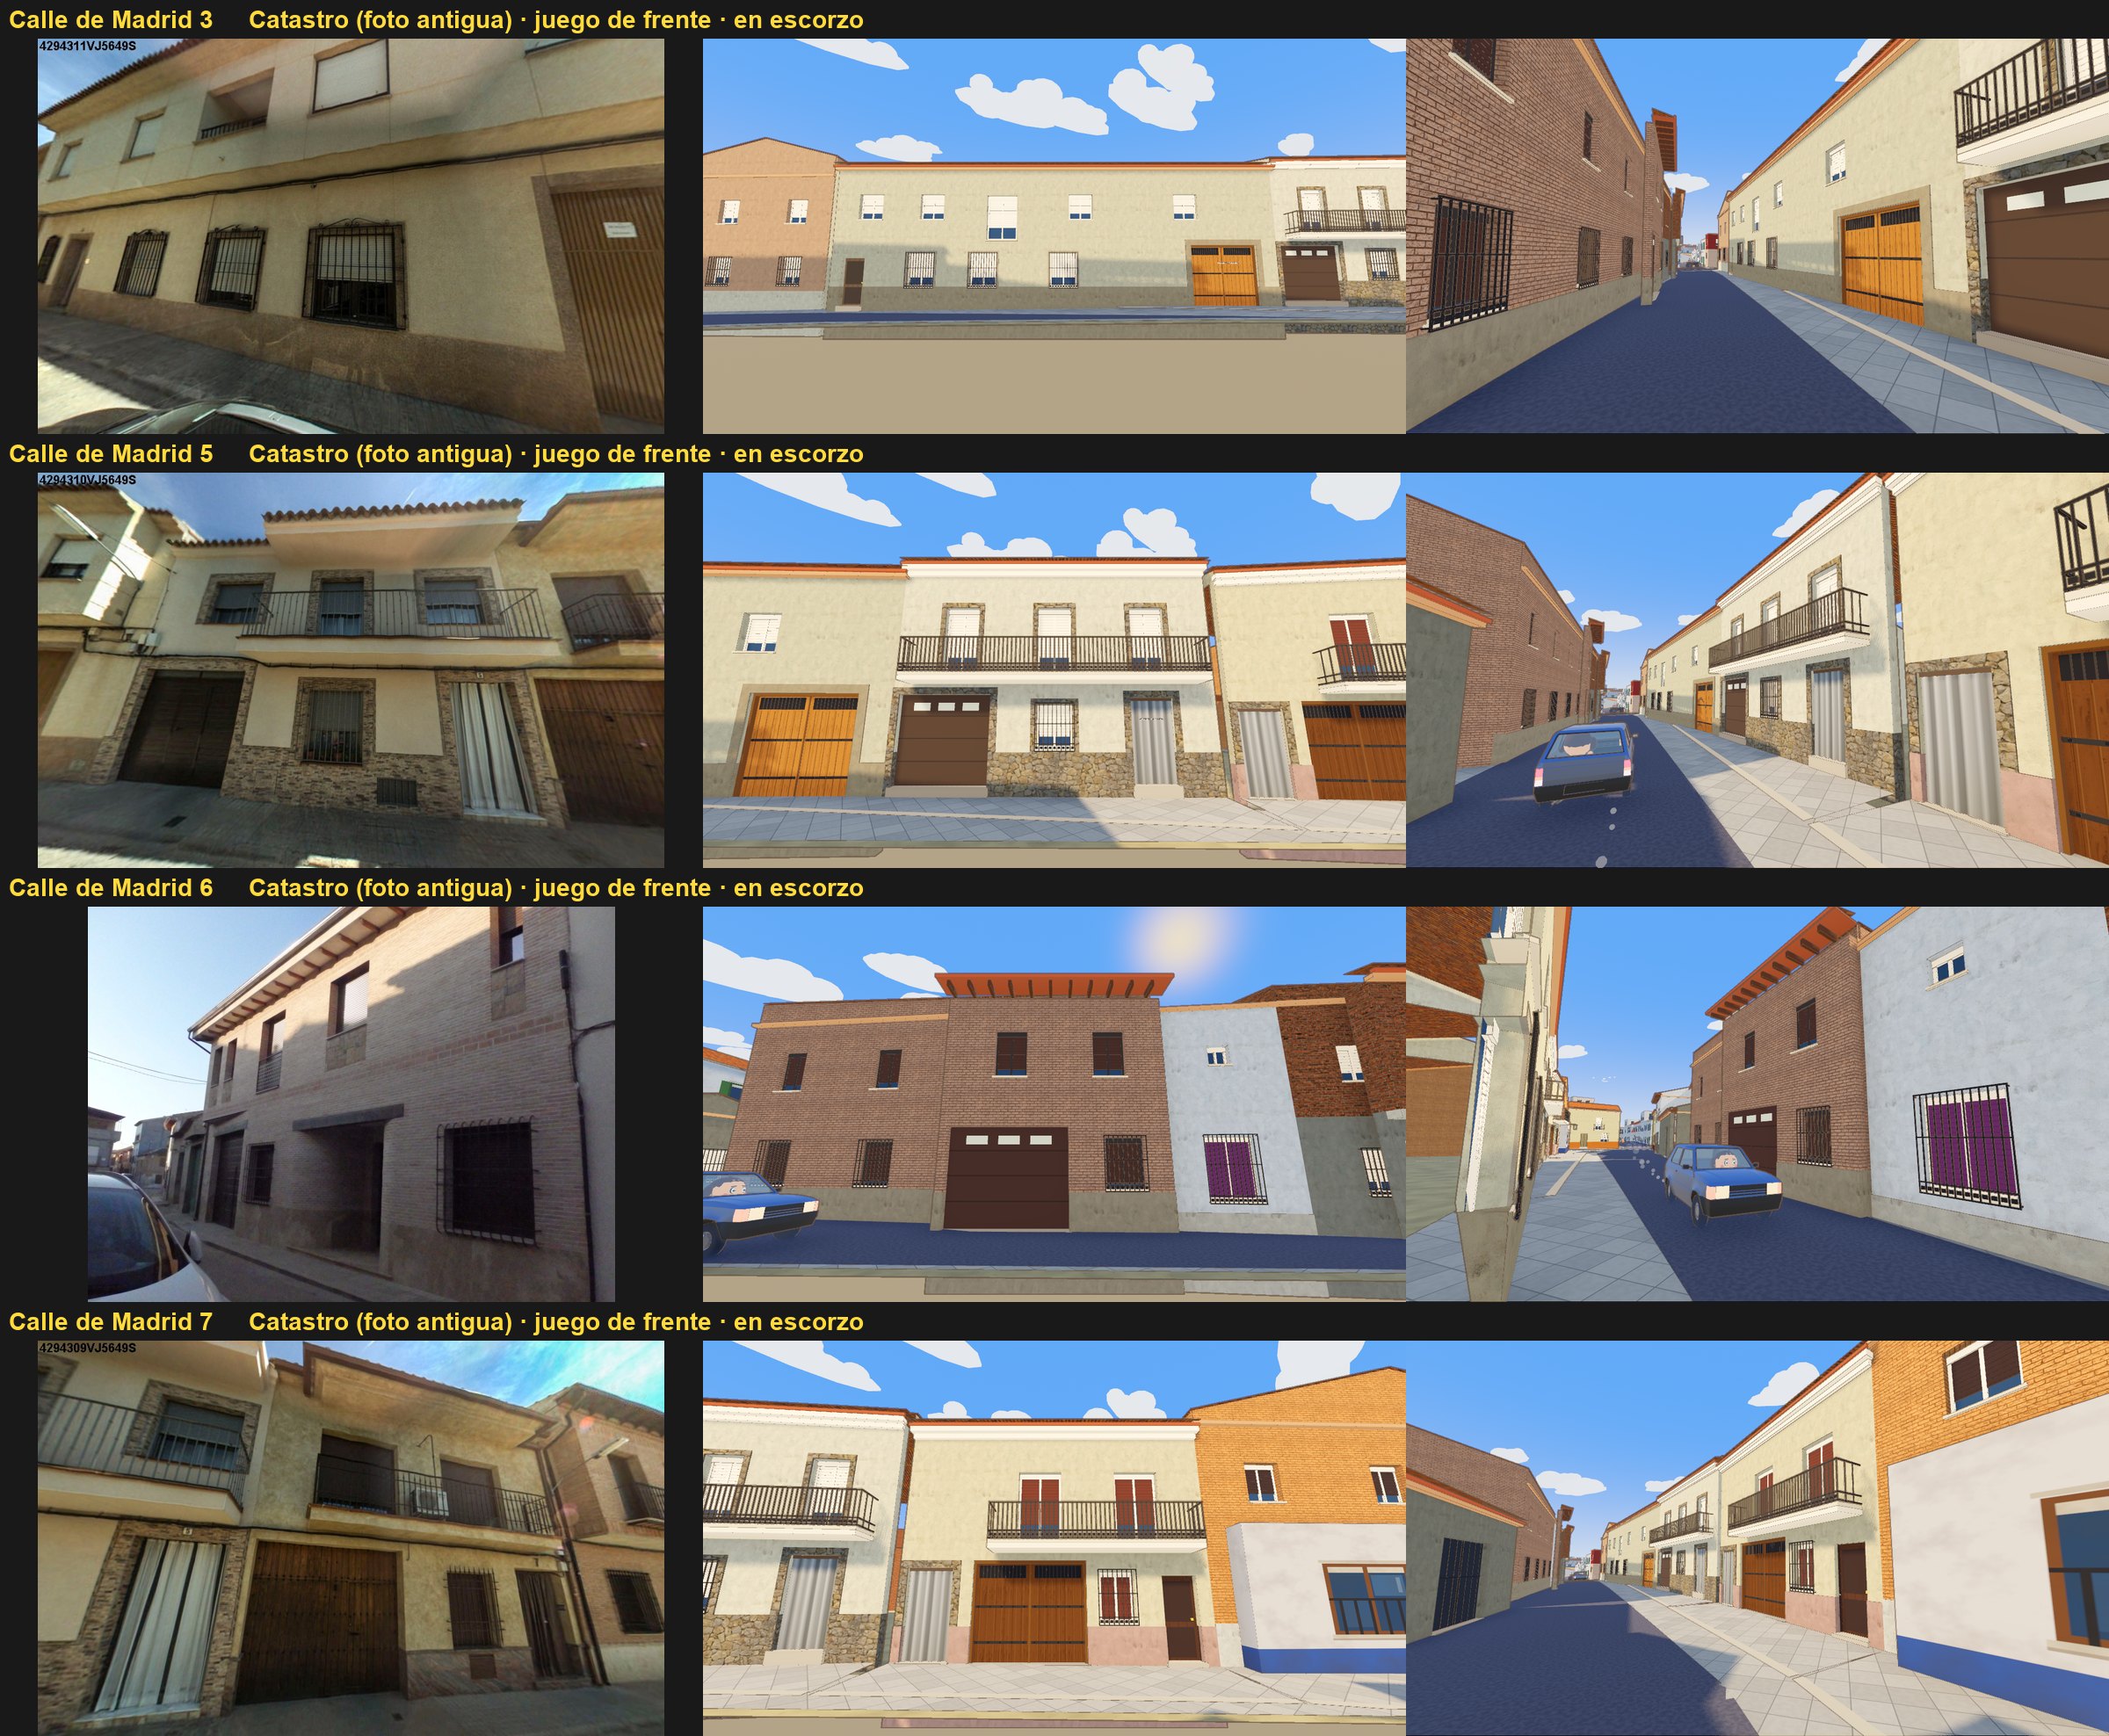 Calle de Madrid 3 Catastro (foto antigua) · juego de frente · en escorzo
4294311VJ5649S
Calle de Madrid 5 Catastro (foto antigua) · juego de frente · en escorzo
4294310VJ5649S
Calle de Madrid 6 Catastro (foto antigua) · juego de frente · en escorzo
Calle de Madrid 7 Catastro (foto antigua) · juego de frente · en escorzo
4294309VJ5649S